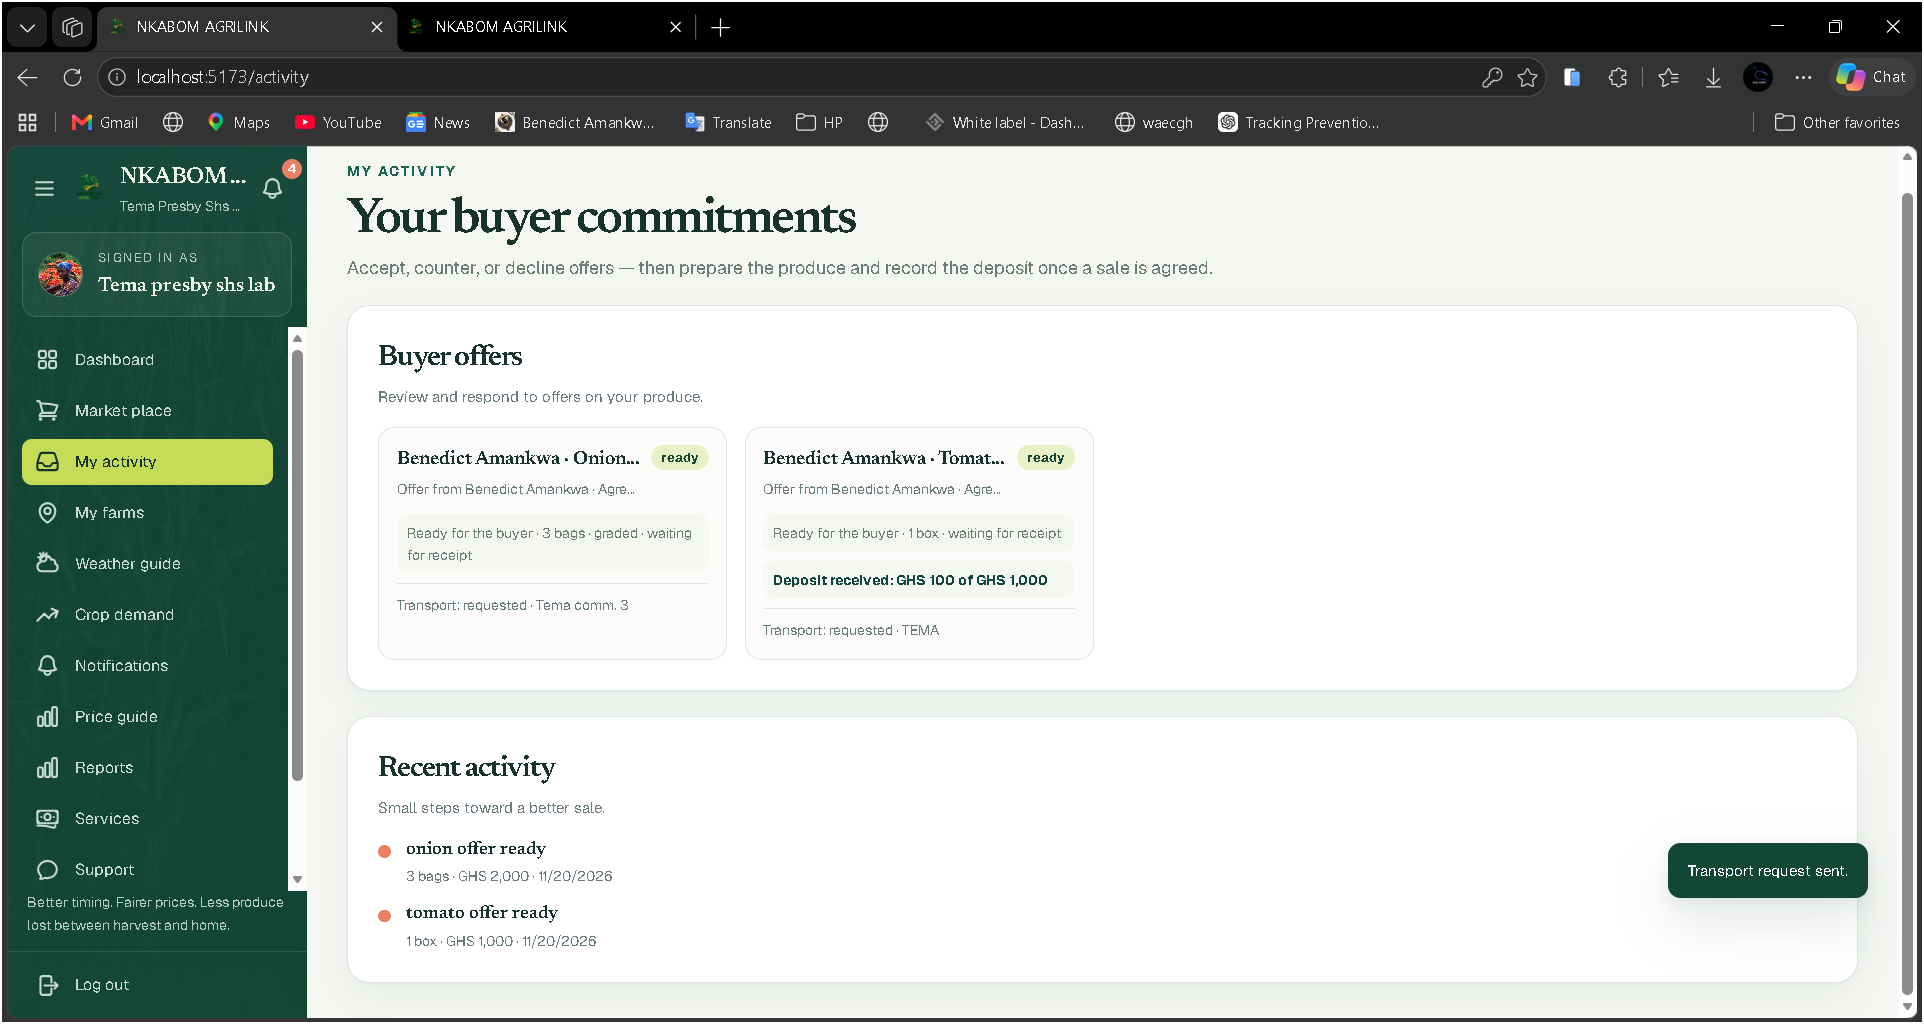 NKABOM AGRILINK
NKABOM AGRILINK
localhost:5173/activity
Chat
Gmail
Maps
YouTube
News
Benedict Amankw...
Translate
HP
White label - Dash...
waecgh
Tracking Preventio...
Other favorites
NKABOM...
Tema Presby Shs ...
4
SIGNED IN AS
Tema presby shs lab
Dashboard
Market place
My activity
My farms
Weather guide
Crop demand
Notifications
Price guide
Reports
Services
Support
Better timing. Fairer prices. Less produce
lost between harvest and home.
Log out
MY ACTIVITY
Your buyer commitments
Accept, counter, or decline offers — then prepare the produce and record the deposit once a sale is agreed.
Buyer offers
Review and respond to offers on your produce.
Benedict Amankwa · Onion... ready
Offer from Benedict Amankwa · Agre...
Ready for the buyer · 3 bags · graded · waiting
for receipt
Transport: requested · Tema comm. 3
Benedict Amankwa · Tomat... ready
Offer from Benedict Amankwa · Agre...
Ready for the buyer · 1 box · waiting for receipt
Deposit received: GHS 100 of GHS 1,000
Transport: requested · TEMA
Recent activity
Small steps toward a better sale.
onion offer ready
3 bags · GHS 2,000 · 11/20/2026
tomato offer ready
1 box · GHS 1,000 · 11/20/2026
Transport request sent.